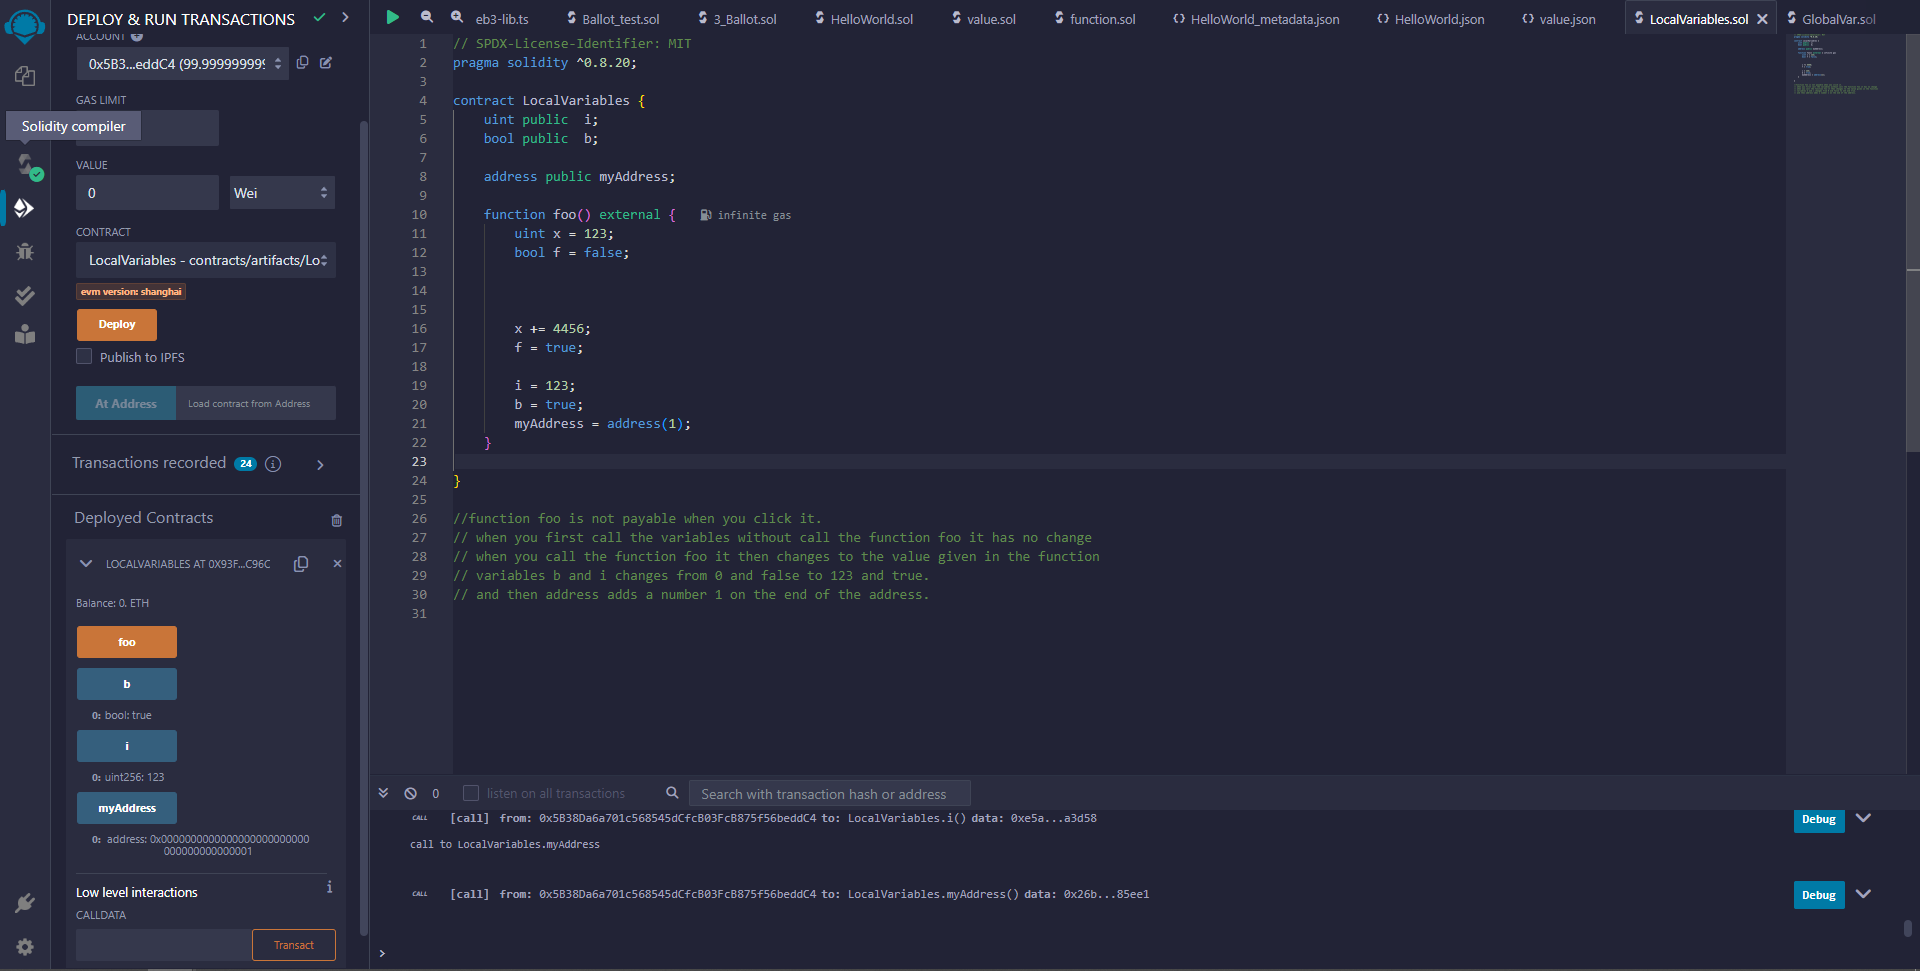 DEPLOY & RUN TRANSACTIONS
ACCOUNT
0x5B3...eddC4 (99.9999999999
GAS LIMIT
Solidity compiler
VALUE
0
Wei
CONTRACT
LocalVariables - contracts/artifacts/Lo
evm version: shanghai
Deploy
Publish to IPFS
At Address
Load contract from Address
Transactions recorded 24 i
Deployed Contracts
LOCALVARIABLES AT 0X93F...C96C
Balance: 0. ETH
foo
b
0: bool: true
i
0: uint256: 123
myAddress
0: address: 0x00000000000000000000000000
000000000000001
Low level interactions
i
CALLDATA
Transact
eb3-lib.ts
Ballot_test.sol
3_Ballot.sol
HelloWorld.sol
value.sol
function.sol
HelloWorld_metadata.json
HelloWorld.json
value.json
LocalVariables.sol
GlobalVar.sol
1 // SPDX-License-Identifier: MIT
2 pragma solidity ^0.8.20;
3
4 contract LocalVariables {
5 uint public  i;
6 bool public  b;
7
8 address public myAddress;
9
10 function foo() external { infinite gas
11 uint x = 123;
12 bool f = false;
13
14
15
16 x += 4456;
17 f = true;
18
19 i = 123;
20 b = true;
21 myAddress = address(1);
22 }
23
24 }
25
26 //function foo is not payable when you click it.
27 // when you first call the variables without call the function foo it has no change
28 // when you call the function foo it then changes to the value given in the function
29 // variables b and i changes from 0 and false to 123 and true.
30 // and then address adds a number 1 on the end of the address.
31
0
listen on all transactions
Search with transaction hash or address
CALL [call] from: 0x5B38Da6a701c568545dCfcB03FcB875f56beddC4 to: LocalVariables.i() data: 0xe5a...a3d58
Debug
call to LocalVariables.myAddress
CALL [call] from: 0x5B38Da6a701c568545dCfcB03FcB875f56beddC4 to: LocalVariables.myAddress() data: 0x26b...85ee1
Debug
>